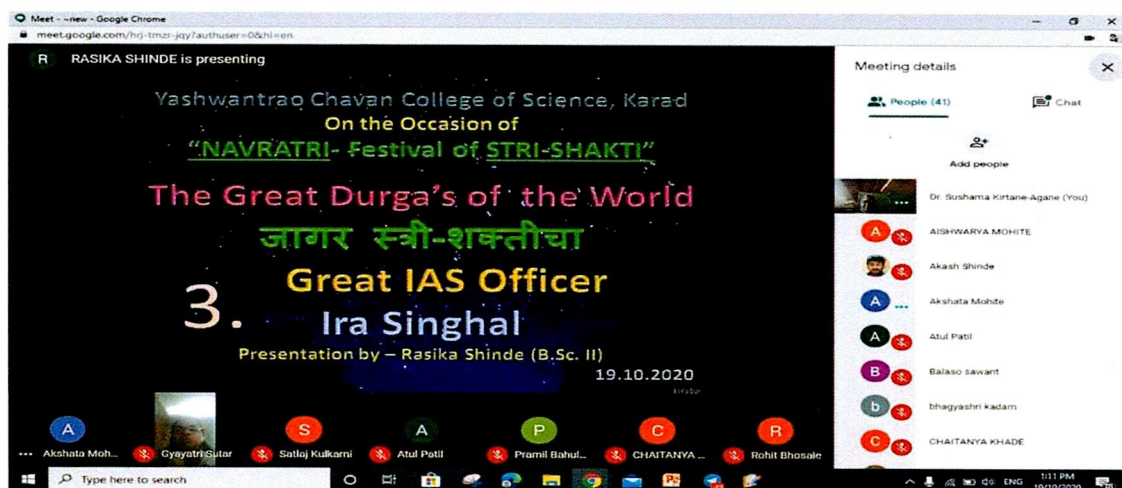 Meet - ~new - Google Chrome
meet.google.com/hrj-tmzr-jqy?authuser=0&hl=en
R RASIKA SHINDE is presenting
Yashwantrao Chavan College of Science, Karad
On the Occasion of
"NAVRATRI- Festival of STRI-SHAKTI"
The Great Durga's of the World
जागर स्त्री-शक्तीचा
Great IAS Officer
3.
Ira Singhal
Presentation by – Rasika Shinde (B.Sc. II)
19.10.2020
A
Akshata Moh...
Gyayatri Sutar
S
Satlaj Kulkarni
A
Atul Patil
P
Pramil Bahul...
C
CHAITANYA ...
R
Rohit Bhosale
Meeting details
People (41)
Chat
Add people
Dr. Sushama Kirtane-Agane (You)
A AISHWARYA MOHITE
Akash Shinde
A Akshata Mohite
A Atul Patil
B Balaso sawant
b bhagyashri kadam
C CHAITANYA KHADE
Type here to search
ENG
1:11 PM
19/10/2020